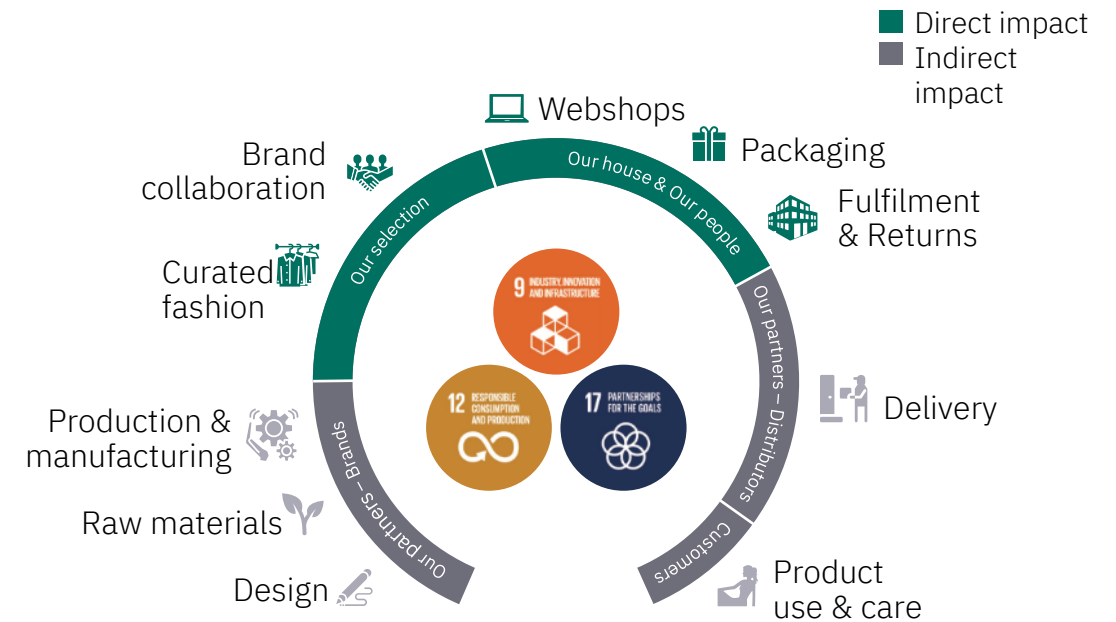 Direct impact
Indirect
impact
Webshops
Brand
collaboration
Packaging
Our house & Our people
Fulfilment
& Returns
Our selection
Curated
fashion
9 INDUSTRY, INNOVATION
AND INFRASTRUCTURE
Our partners – Distributors
12 RESPONSIBLE
CONSUMPTION
AND PRODUCTION
17 PARTNERSHIPS
FOR THE GOALS
Delivery
Production &
manufacturing
Our partners – Brands
Raw materials
Customers
Design
Product
use & care